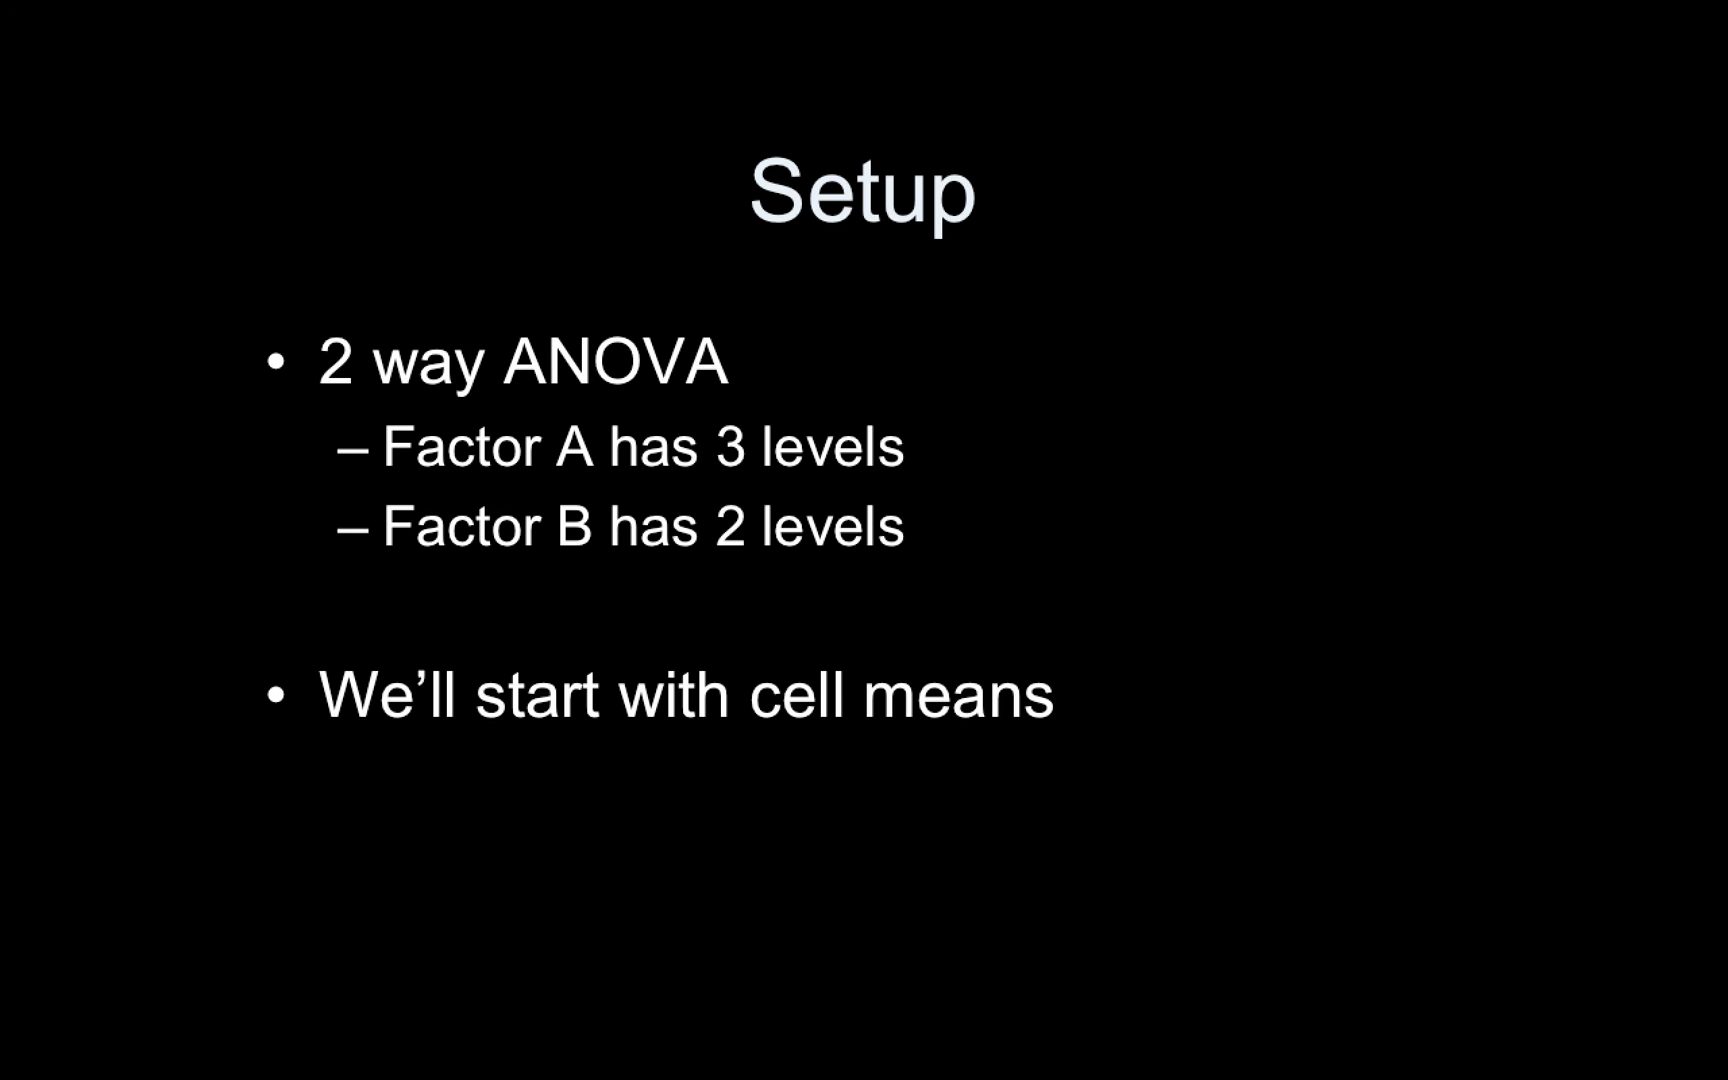 Setup
• 2 way ANOVA
– Factor A has 3 levels
– Factor B has 2 levels
• We’ll start with cell means